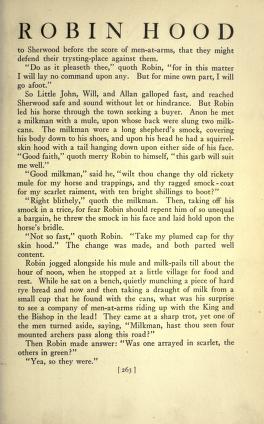 ROBIN HOOD
to Sherwood before the score of men-at-arms, that they might
defend their trysting-place against them.
"Do as it pleaseth thee," quoth Robin, "for in this matter
I will lay no command upon any. But for mine own part, I will
go afoot."
So Little John, Will, and Allan galloped fast, and reached
Sherwood safe and sound without let or hindrance. But Robin
led his horse through the town seeking a buyer. Anon he met
a milkman with a mule, upon whose back were slung two milk-
cans. The milkman wore a long shepherd's smock, covering
his body down to his shoes, and upon his head he had a squirrel-
skin hood with a tail hanging down upon either side of his face.
"Good faith," quoth merry Robin to himself, "this garb will suit
me well."
"Good milkman," said he, "wilt thou change thy old rickety
mule for my horse and trappings, and thy ragged smock-coat
for my scarlet raiment, with ten bright shillings to boot?"
"Right blithely," quoth the milkman. Then, taking off his
smock in a trice, for fear Robin should repent him of so unequal
a bargain, he threw the smock in his face and laid hold upon the
horse's bridle.
"Not so fast," quoth Robin. "Take my plumed cap for thy
skin hood." The change was made, and both parted well
content.
Robin jogged alongside his mule and milk-pails till about the
hour of noon, when he stopped at a little village for food and
rest. While he sat on a bench, quietly munching a piece of hard
rye bread and now and then taking a draught of milk from a
small cup that he found with the cans, what was his surprise
to see a company of men-at-arms riding up with the King and
the Bishop in the lead! They came at a sharp trot, yet one of
the men turned aside, saying, "Milkman, hast thou seen four
mounted archers pass along this road?"
Then Robin made answer: "Was one arrayed in scarlet, the
others in green?"
"Yea, so they were."
[263]